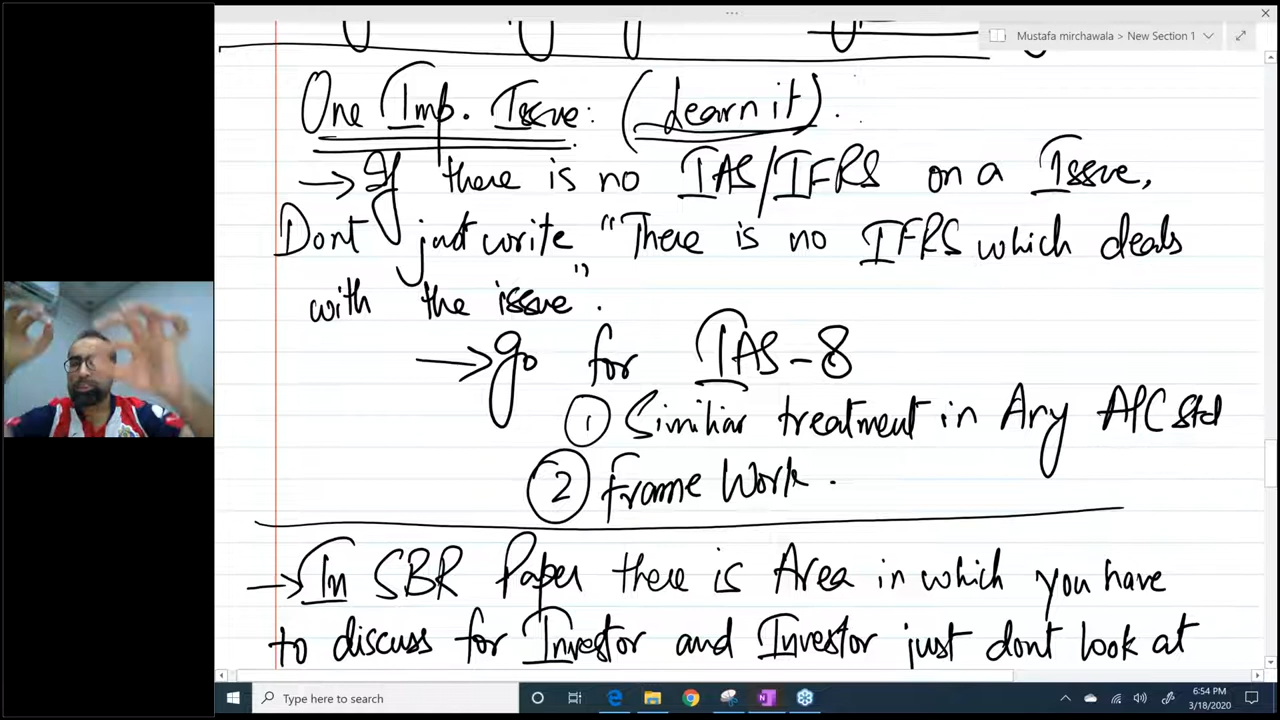 Mustafa mirchawala > New Section 1
One Imp. Issue: (Learn it).
→ If there is no IAS/IFRS on a Issue,
Dont just write "There is no IFRS which deals
with the issue".
→ go for IAS-8
① Similiar treatment in Any A/C Std
② Frame Work.
→ In SBR Paper there is Area in which you have
to discuss for Investor and Investor just dont look at
Type here to search
6:54 PM
3/18/2020